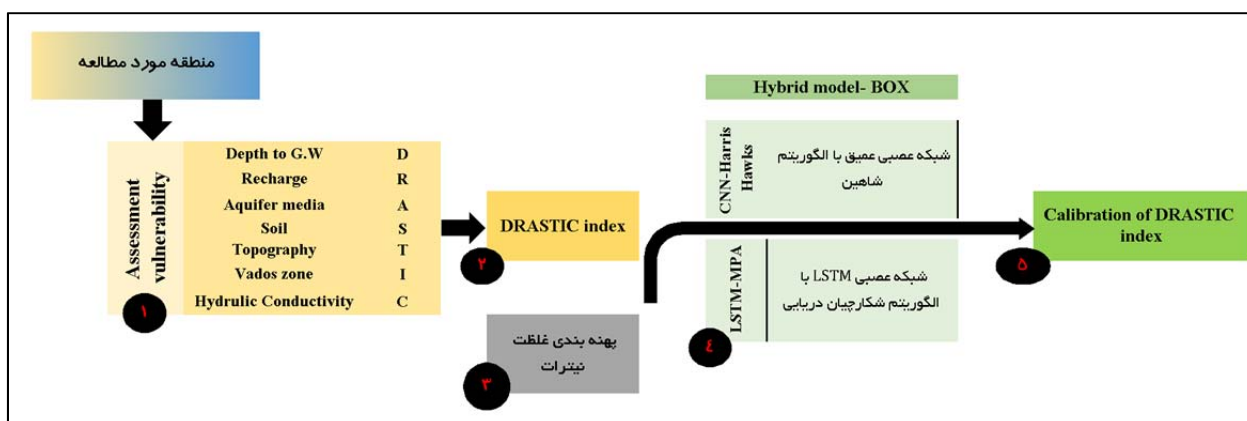 منطقه مورد مطالعه
Assessment
vulnerability
Depth to G.W D
Recharge R
Aquifer media A
Soil S
Topography T
Vados zone I
Hydrulic Conductivity C
۱
DRASTIC index
۲
پهنه بندی غلظت
نیترات
۳
Hybrid model- BOX
CNN-Harris
Hawks
شبکه عصبی عمیق با الگوریتم
شاهین
LSTM-MPA
شبکه عصبی LSTM با
الگوریتم شکارچیان دریایی
٤
Calibration of DRASTIC
index
۵